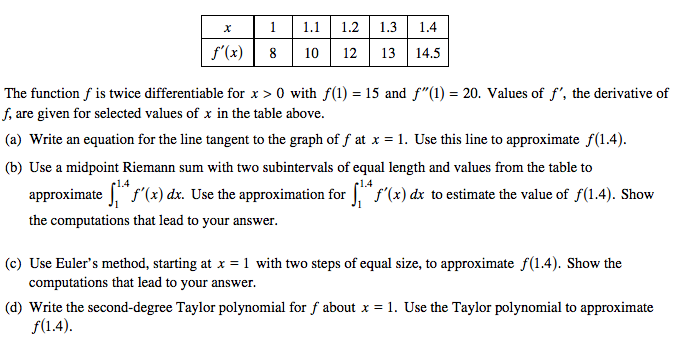 x 1 1.1 1.2 1.3 1.4
f′(x) 8 10 12 13 14.5
The function f is twice differentiable for x > 0 with f(1) = 15 and f″(1) = 20. Values of f′, the derivative of
f, are given for selected values of x in the table above.
(a) Write an equation for the line tangent to the graph of f at x = 1. Use this line to approximate f(1.4).
(b) Use a midpoint Riemann sum with two subintervals of equal length and values from the table to
approximate ∫₁^1.4 f′(x) dx. Use the approximation for ∫₁^1.4 f′(x) dx to estimate the value of f(1.4). Show
the computations that lead to your answer.
(c) Use Euler's method, starting at x = 1 with two steps of equal size, to approximate f(1.4). Show the
computations that lead to your answer.
(d) Write the second-degree Taylor polynomial for f about x = 1. Use the Taylor polynomial to approximate
f(1.4).